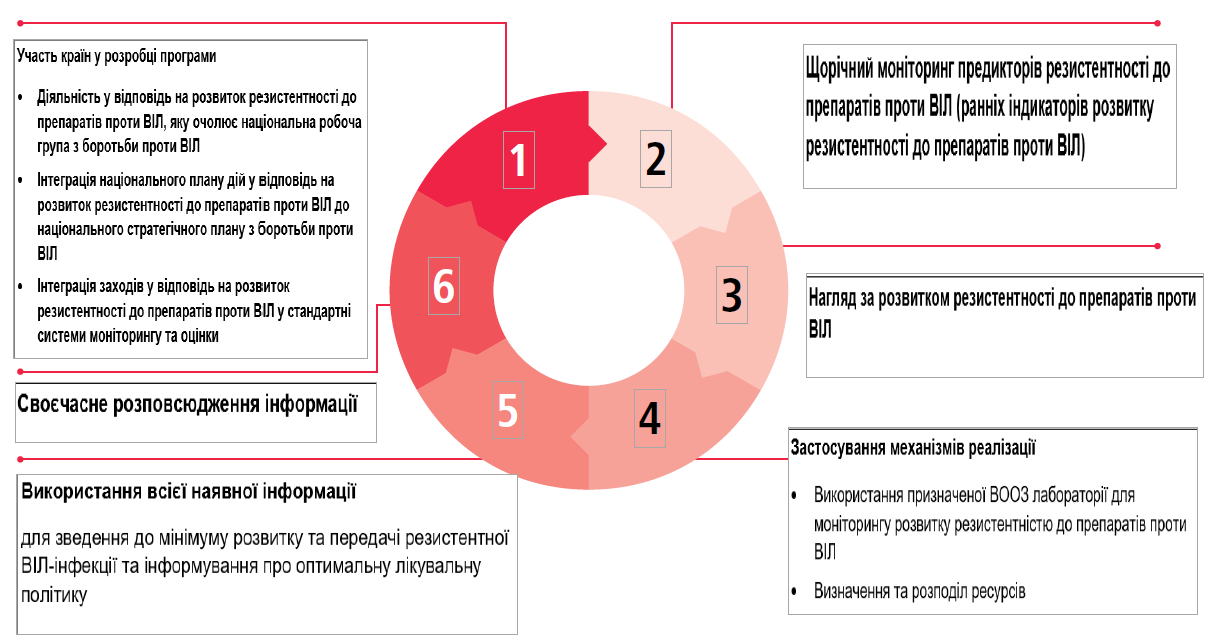 Участь країн у розробці програми
• Діяльність у відповідь на розвиток резистентності до
препаратів проти ВІЛ, яку очолює національна робоча
група з боротьби проти ВІЛ
• Інтеграція національного плану дій у відповідь на
розвиток резистентності до препаратів проти ВІЛ до
національного стратегічного плану з боротьби проти
ВІЛ
• Інтеграція заходів у відповідь на розвиток
резистентності до препаратів проти ВІЛ у стандартні
системи моніторингу та оцінки
1
2
Щорічний моніторинг предикторів резистентності до
препаратів проти ВІЛ (ранніх індикаторів розвитку
резистентності до препаратів проти ВІЛ)
3
Нагляд за розвитком резистентності до препаратів проти
ВІЛ
4
Застосування механізмів реалізації
• Використання призначеної ВООЗ лабораторії для
моніторингу розвитку резистентністю до препаратів проти
ВІЛ
• Визначення та розподіл ресурсів
5
Використання всієї наявної інформації
для зведення до мінімуму розвитку та передачі резистентної
ВІЛ-інфекції та інформування про оптимальну лікувальну
політику
6
Своєчасне розповсюдження інформації